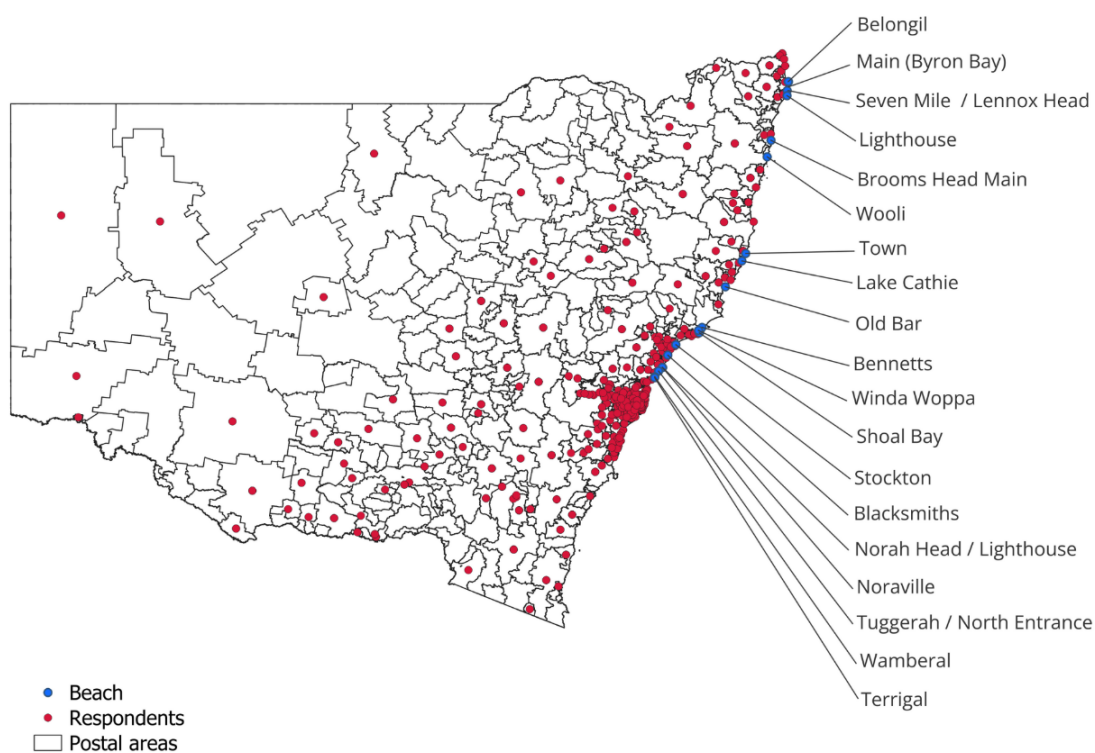 Belongil
Main (Byron Bay)
Seven Mile / Lennox Head
Lighthouse
Brooms Head Main
Wooli
Town
Lake Cathie
Old Bar
Bennetts
Winda Woppa
Shoal Bay
Stockton
Blacksmiths
Norah Head / Lighthouse
Noraville
Tuggerah / North Entrance
Wamberal
Terrigal
Beach
Respondents
Postal areas